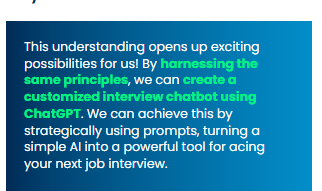 This understanding opens up exciting
possibilities for us! By harnessing the
same principles, we can create a
customized interview chatbot using
ChatGPT. We can achieve this by
strategically using prompts, turning a
simple AI into a powerful tool for acing
your next job interview.